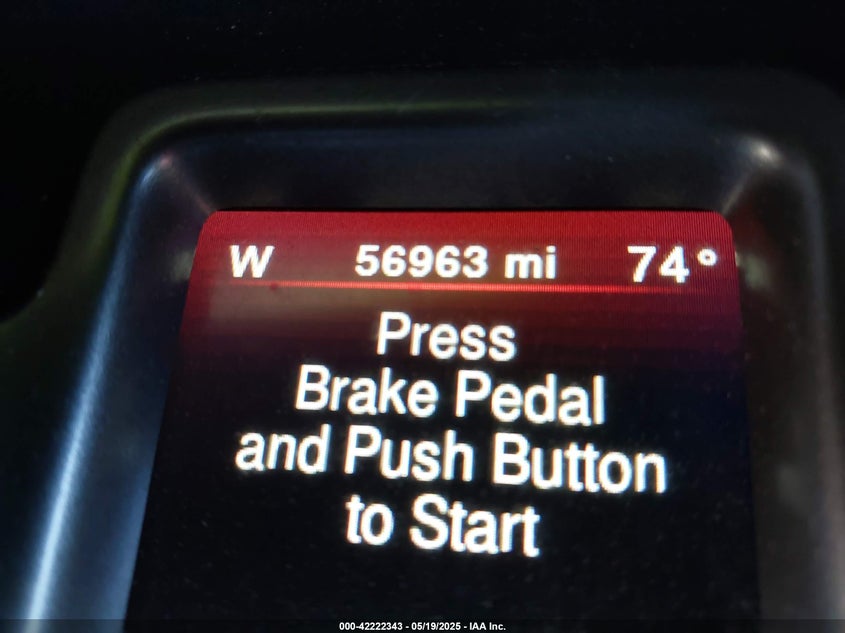 W 56963 mi 74°
Press
Brake Pedal
and Push Button
to Start
000-42222343 - 05/19/2025 - IAA Inc.